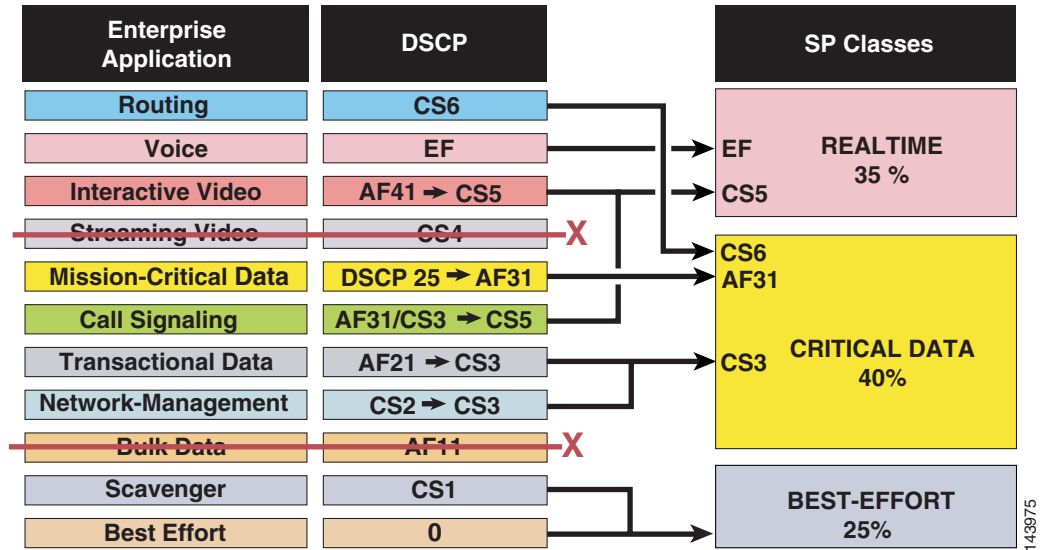 Enterprise
Application
DSCP
SP Classes
Routing
CS6
Voice
EF
EF
REALTIME
35 %
Interactive Video
AF41 → CS5
CS5
Streaming Video
CS4
X
CS6
Mission-Critical Data
DSCP 25 → AF31
AF31
Call Signaling
AF31/CS3 → CS5
Transactional Data
AF21 → CS3
CS3
CRITICAL DATA
40%
Network-Management
CS2 → CS3
Bulk Data
AF11
X
Scavenger
CS1
BEST-EFFORT
25%
Best Effort
0
143975